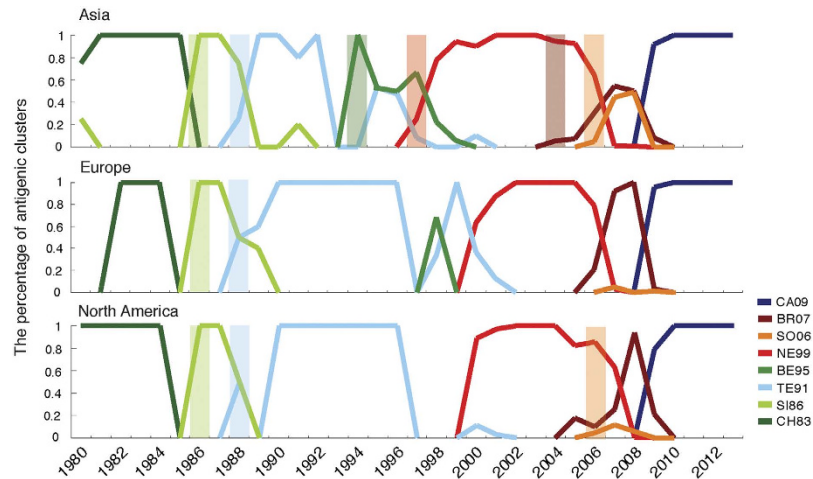 Asia
1
0.8
0.6
0.4
0.2
0
Europe
1
0.8
0.6
0.4
0.2
0
North America
1
0.8
0.6
0.4
0.2
0
The percentage of antigenic clusters
1980 1982 1984 1986 1988 1990 1992 1994 1996 1998 2000 2002 2004 2006 2008 2010 2012
CA09
BR07
SO06
NE99
BE95
TE91
SI86
CH83